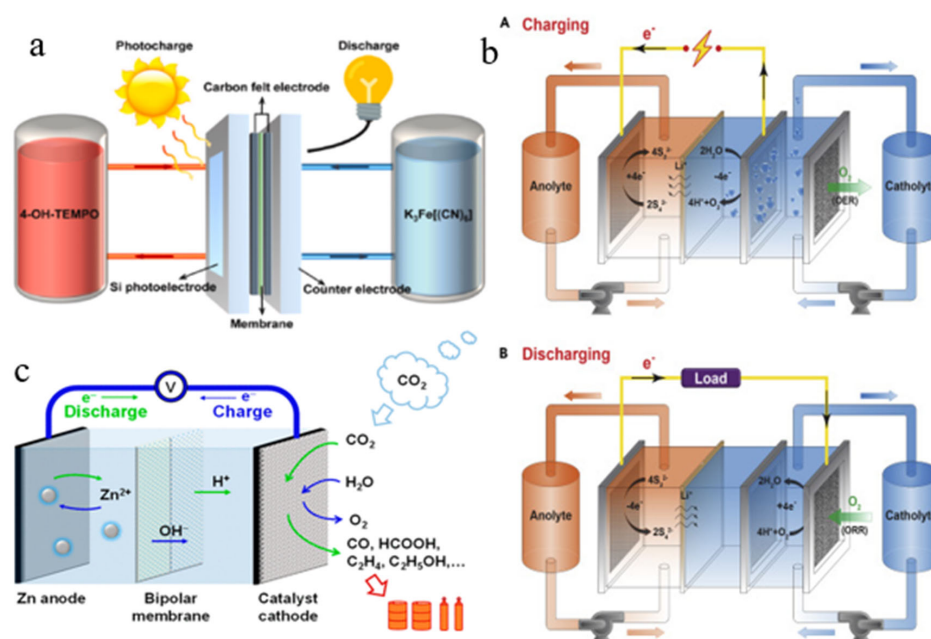 a
Photocharge
Discharge
Carbon felt electrode
4-OH-TEMPO
K₃Fe[(CN)₆]
Si photoelectrode
Counter electrode
Membrane
b
A Charging
e⁻
4S₂²⁻
2H₂O
Li⁺
+4e⁻
-4e⁻
2S₄²⁻
4H⁺+O₂
Anolyte
O₂
(OER)
Catholyte
B Discharging
e⁻
Load
4S₂²⁻
2H₂O
Li⁺
-4e⁻
+4e⁻
2S₄²⁻
4H⁺+O₂
Anolyte
O₂
(ORR)
Catholyt
c
CO₂
V
e⁻
e⁻
Discharge
Charge
CO₂
H⁺
H₂O
Zn²⁺
O₂
OH⁻
CO, HCOOH,
C₂H₄, C₂H₅OH,...
Zn anode
Bipolar
membrane
Catalyst
cathode